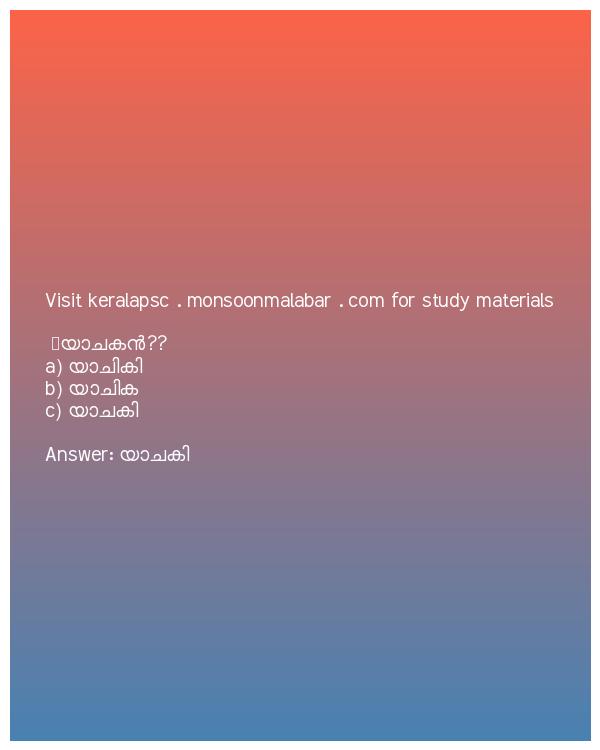 Visit keralapsc . monsoonmalabar . com for study materials
യാചകൻ??
a) യാചികി
b) യാചിക
c) യാചകി
Answer: യാചകി